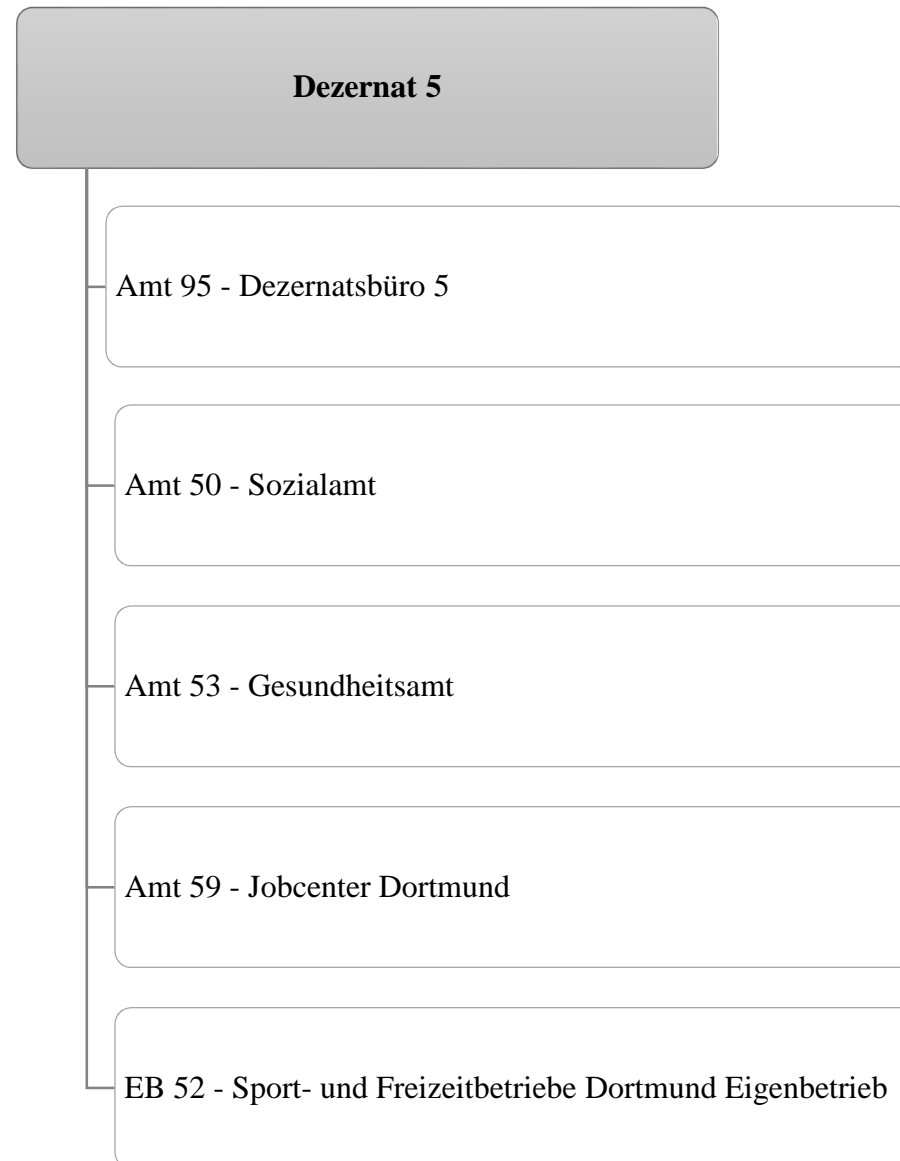 Dezernat 5
Amt 95 - Dezernatsbüro 5
Amt 50 - Sozialamt
Amt 53 - Gesundheitsamt
Amt 59 - Jobcenter Dortmund
EB 52 - Sport- und Freizeitbetriebe Dortmund Eigenbetrieb